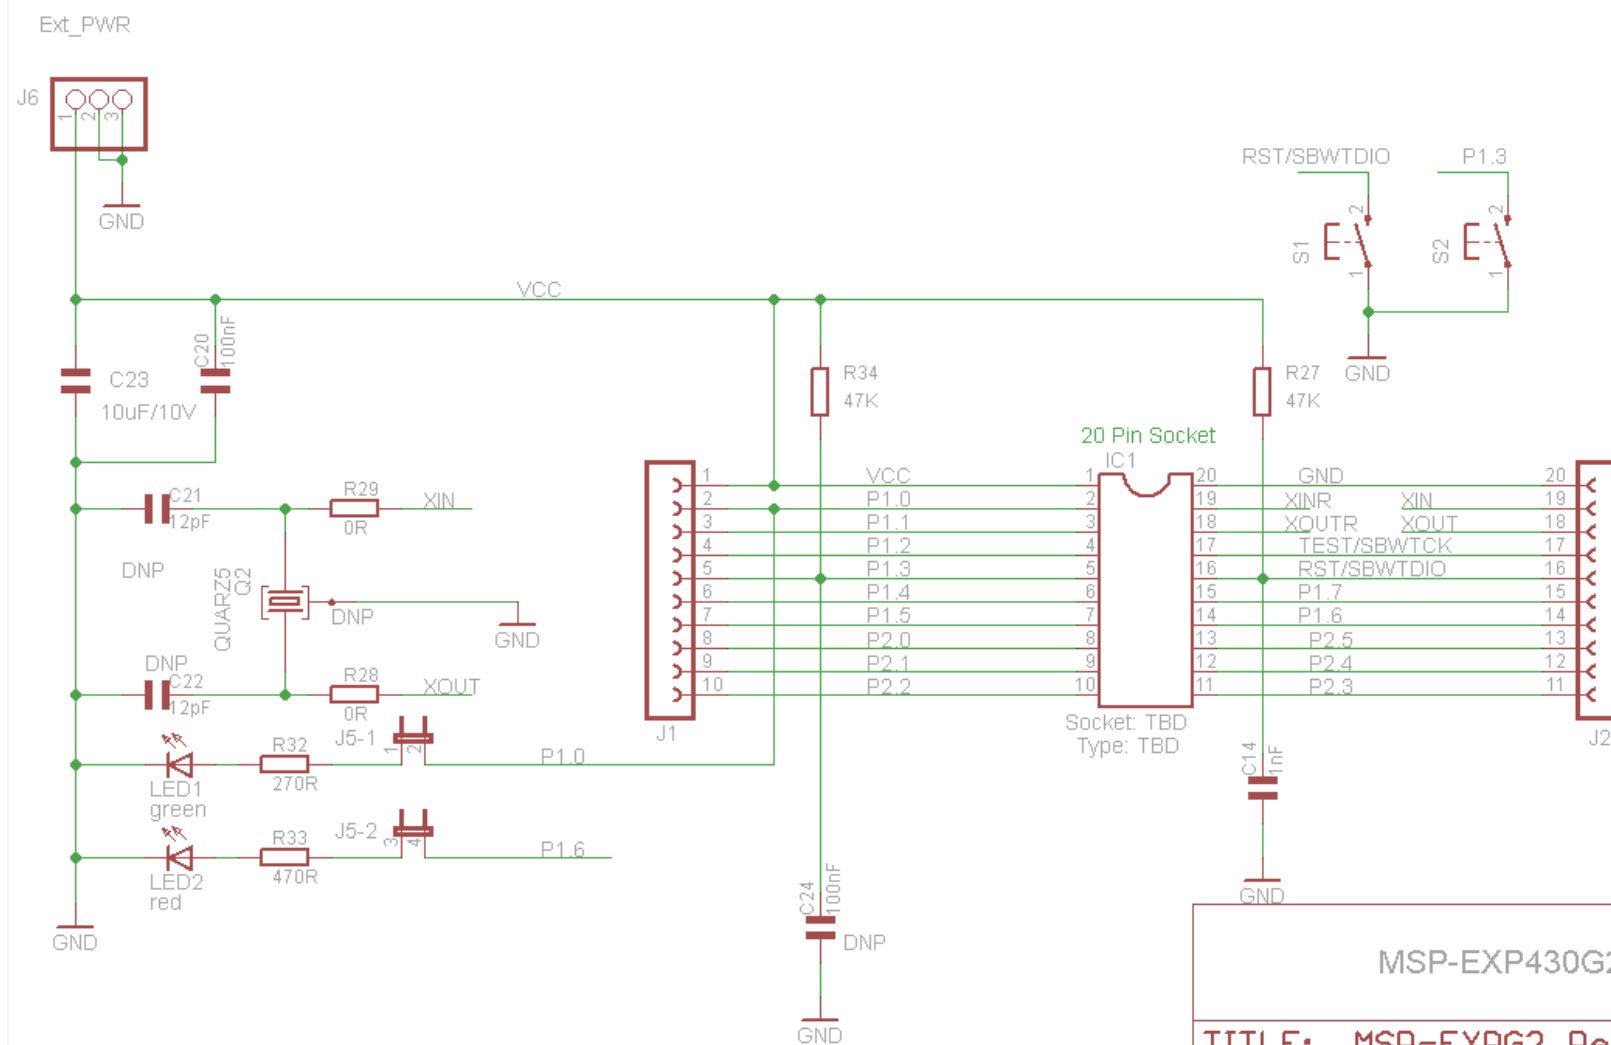 Ext_PWR
J6
1 2 3
GND
RST/SBWTDIO P1.3
S1 2 1
S2 2 1
GND
VCC
C20
100nF
C23
10uF/10V
R34
47K
R27
47K
20 Pin Socket
IC1
C21
12pF
DNP
R29
0R
XIN
QUARZ5
Q2
DNP
GND
DNP
C22
12pF
R28
0R
XOUT
1 VCC 1 20 GND 20
2 P1.0 2 19 XINR XIN 19
3 P1.1 3 18 XOUTR XOUT 18
4 P1.2 4 17 TEST/SBWTCK 17
5 P1.3 5 16 RST/SBWTDIO 16
6 P1.4 6 15 P1.7 15
7 P1.5 7 14 P1.6 14
8 P2.0 8 13 P2.5 13
9 P2.1 9 12 P2.4 12
10 P2.2 10 11 P2.3 11
J1
Socket: TBD
Type: TBD
J2
LED1
green
R32
270R
J5-1
1 2
P1.0
LED2
red
R33
470R
J5-2
3 4
P1.6
GND
C14
1nF
GND
C24
100nF
DNP
GND
MSP-EXP430G2